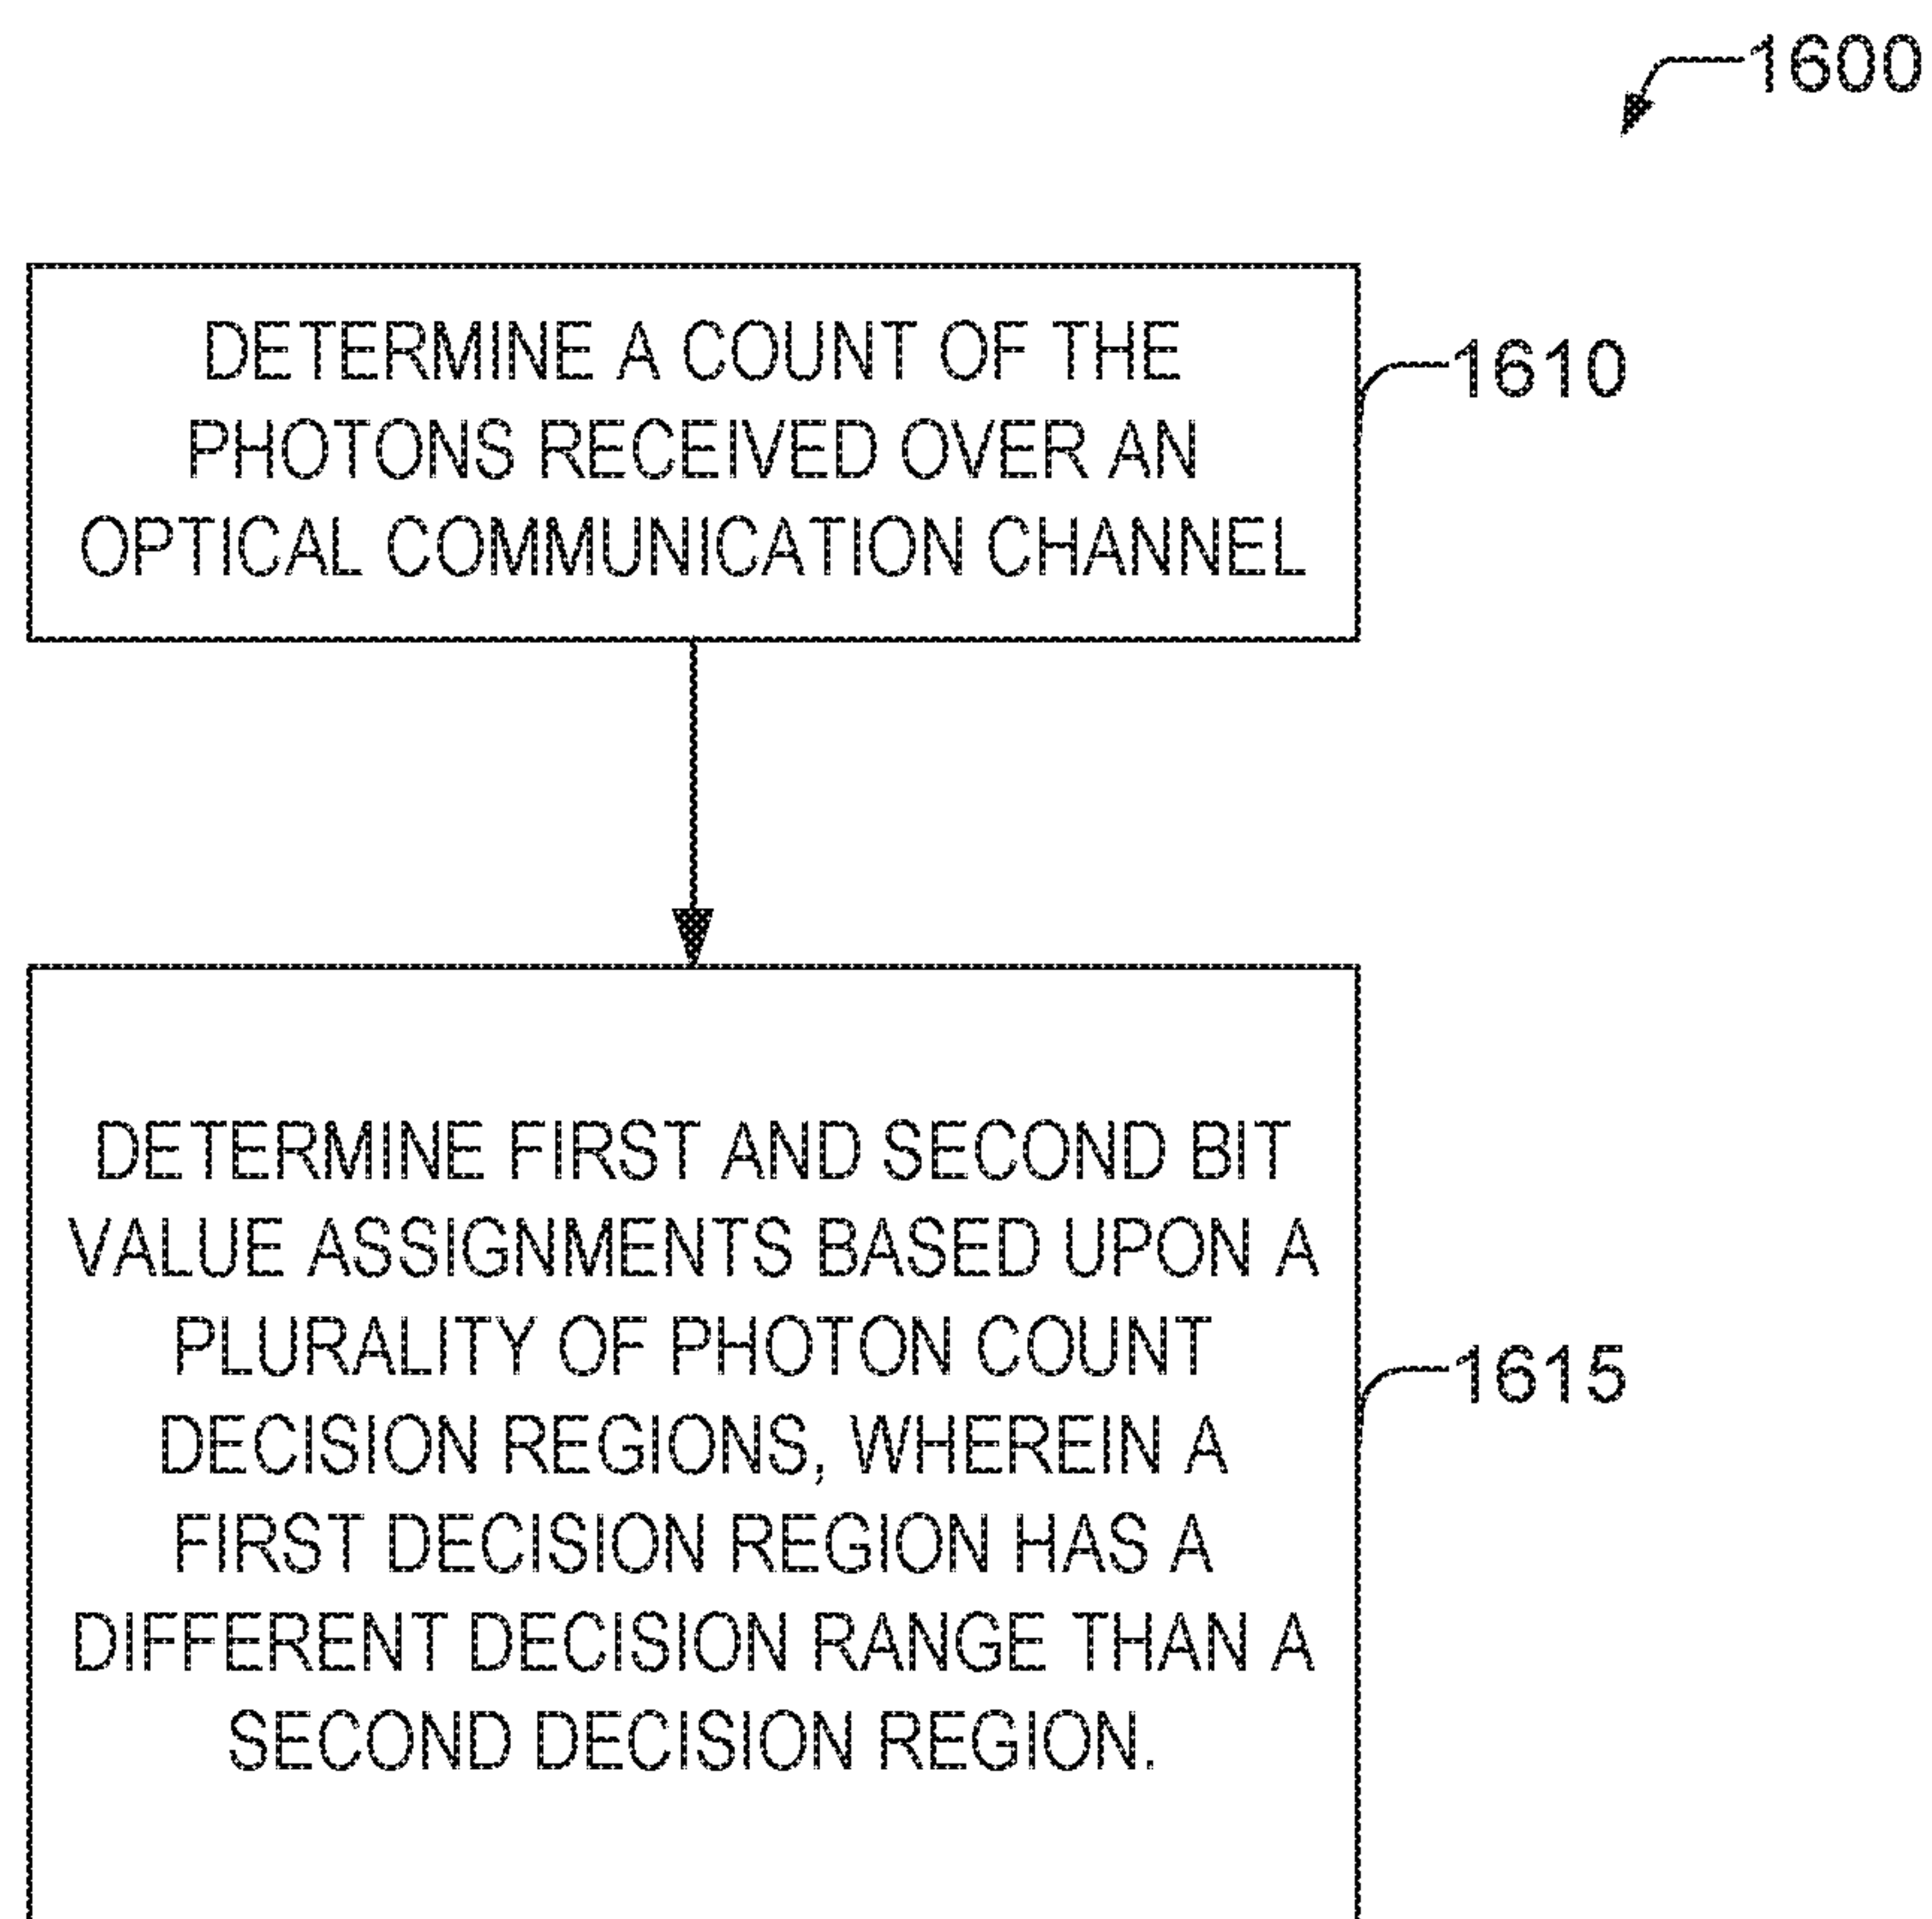 1600
DETERMINE A COUNT OF THE
PHOTONS RECEIVED OVER AN
OPTICAL COMMUNICATION CHANNEL
1610
DETERMINE FIRST AND SECOND BIT
VALUE ASSIGNMENTS BASED UPON A
PLURALITY OF PHOTON COUNT
DECISION REGIONS, WHEREIN A
FIRST DECISION REGION HAS A
DIFFERENT DECISION RANGE THAN A
SECOND DECISION REGION.
1615